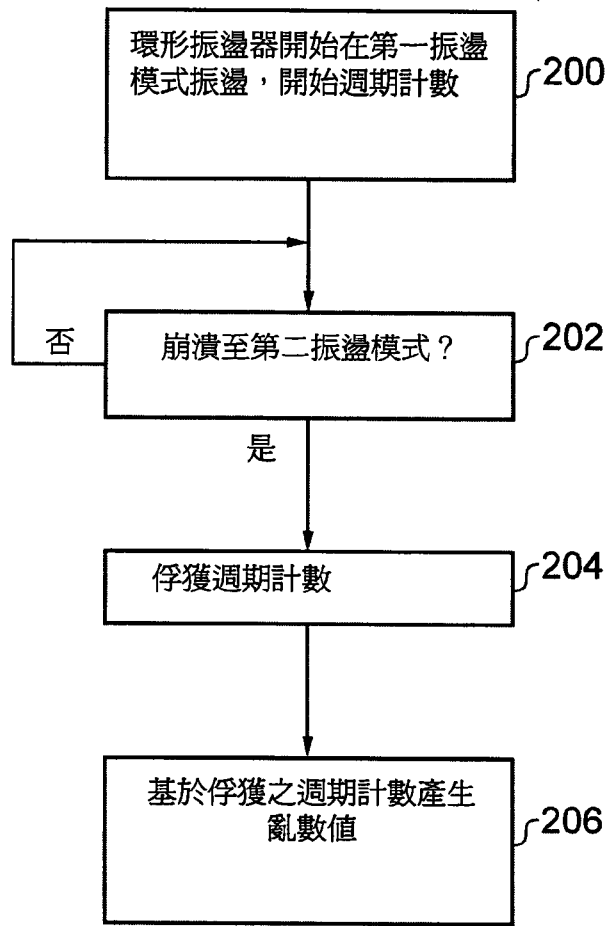 環形振盪器開始在第一振盪
模式振盪，開始週期計數
200
否
崩潰至第二振盪模式？
202
是
俘獲週期計數
204
基於俘獲之週期計數產生
亂數值
206